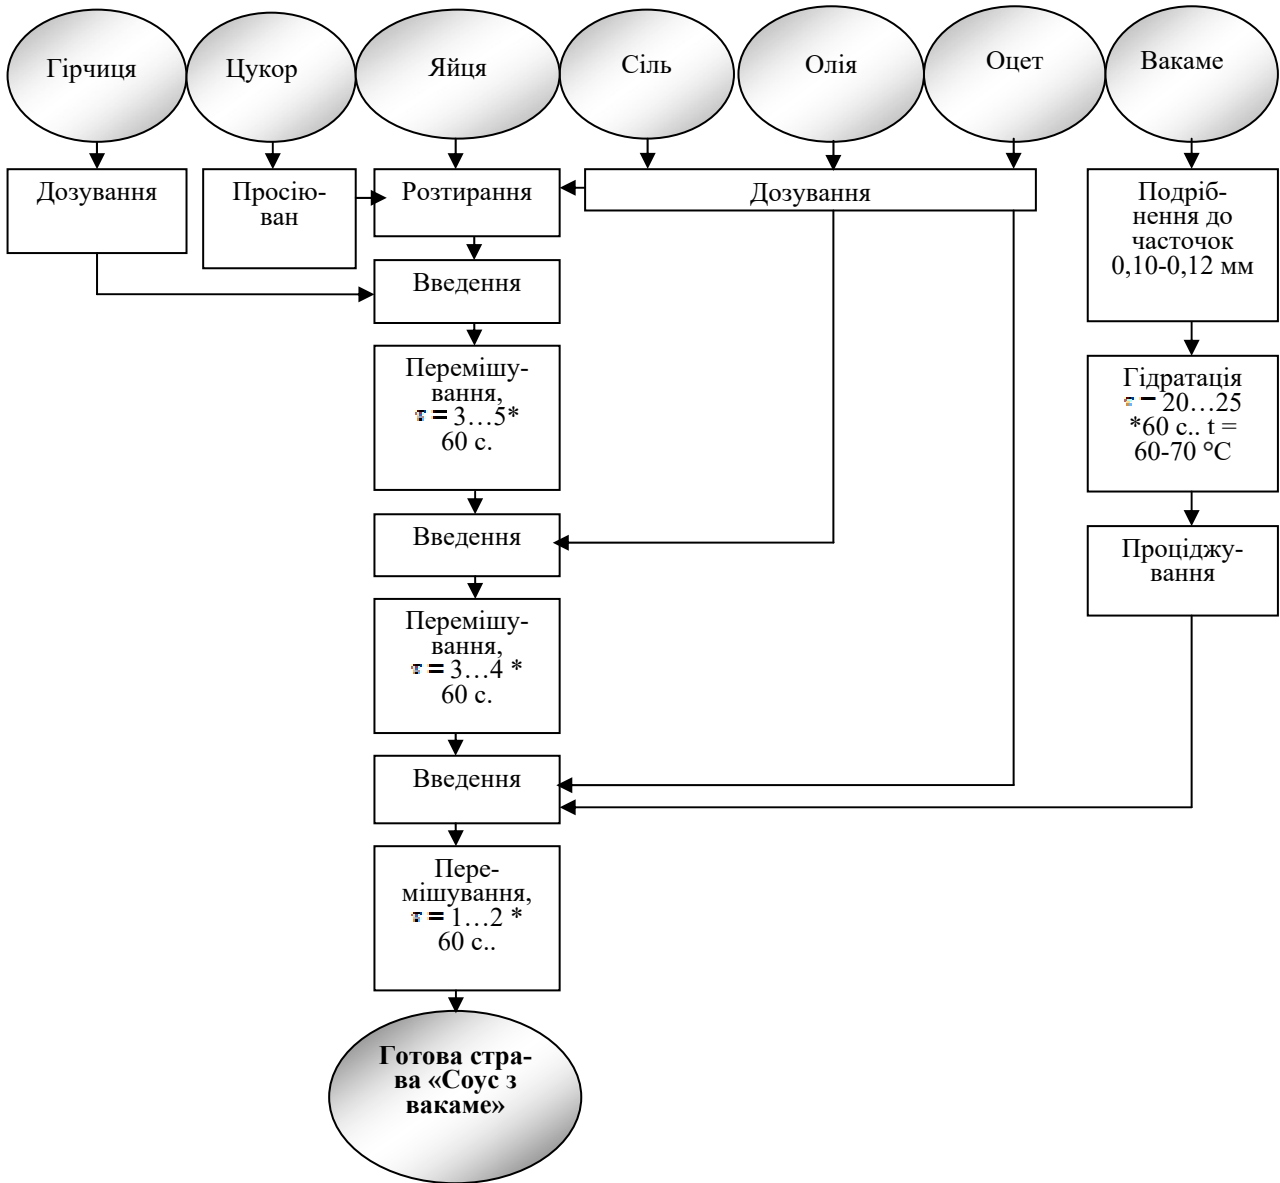 Гірчиця
Цукор
Яйця
Сіль
Олія
Оцет
Вакаме
Дозування
Просію-
ван
Розтирання
Дозування
Подріб-
нення до
часточок
0,10-0,12 мм
Введення
Перемішу-
вання,
τ = 3…5*
60 с.
Гідратація
τ = 20…25
*60 с.. t =
60-70 °С
Введення
Проціджу-
вання
Перемішу-
вання,
τ = 3…4 *
60 с.
Введення
Пере-
мішування,
τ = 1…2 *
60 с..
Готова стра-
ва «Соус з
вакаме»